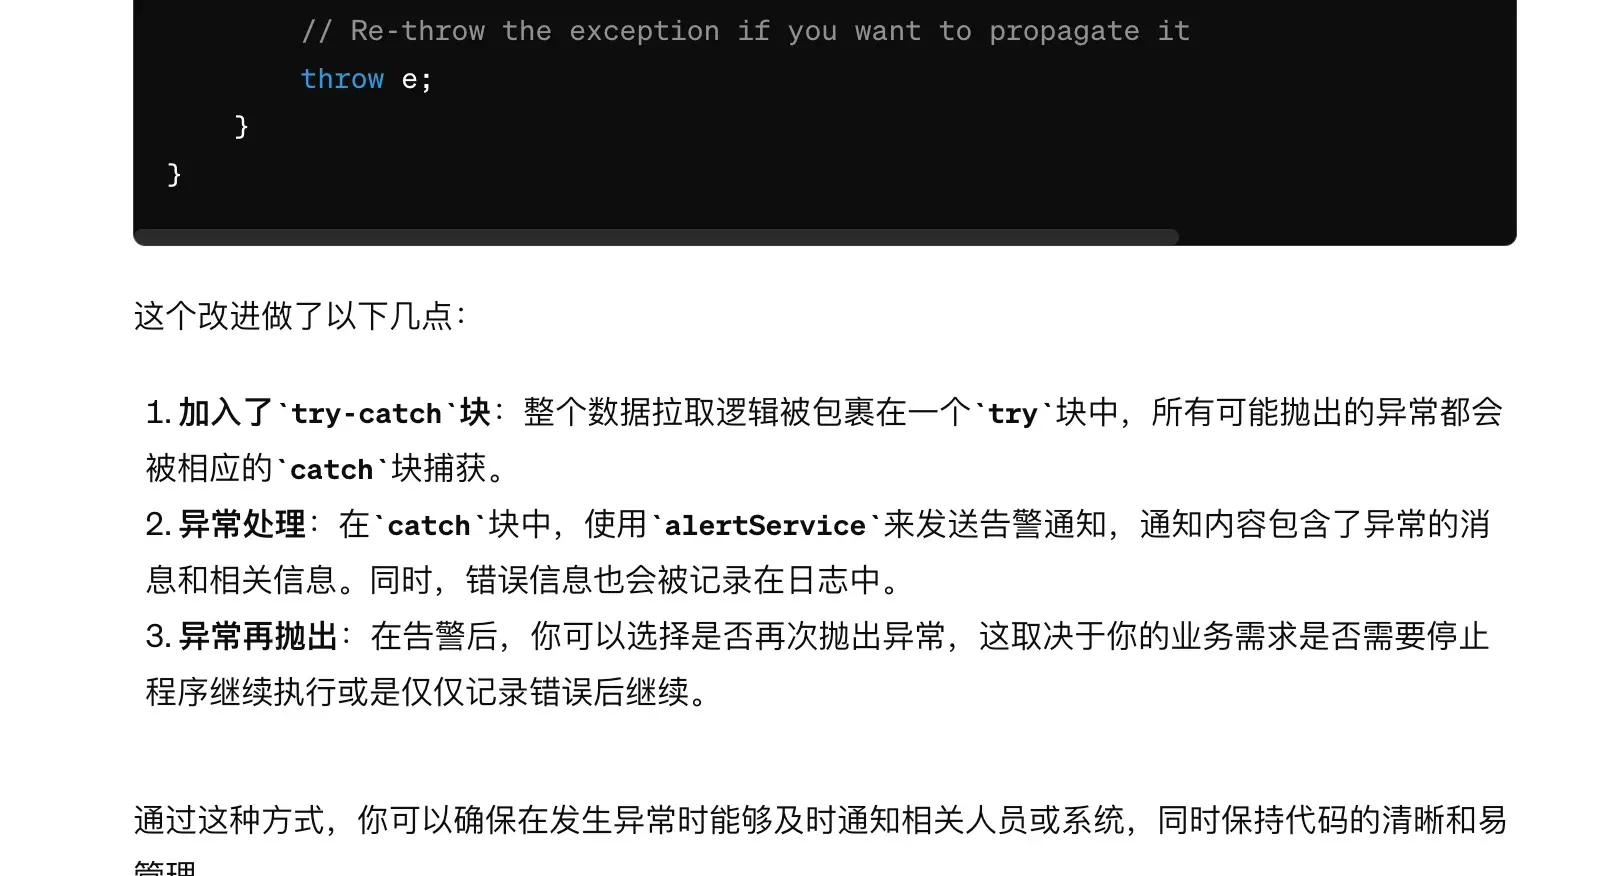 // Re-throw the exception if you want to propagate it
throw e;
}
}
这个改进做了以下几点：
1. 加入了`try-catch`块：整个数据拉取逻辑被包裹在一个`try`块中，所有可能抛出的异常都会
被相应的`catch`块捕获。
2. 异常处理：在`catch`块中，使用`alertService`来发送告警通知，通知内容包含了异常的消
息和相关信息。同时，错误信息也会被记录在日志中。
3. 异常再抛出：在告警后，你可以选择是否再次抛出异常，这取决于你的业务需求是否需要停止
程序继续执行或是仅仅记录错误后继续。
通过这种方式，你可以确保在发生异常时能够及时通知相关人员或系统，同时保持代码的清晰和易
管理